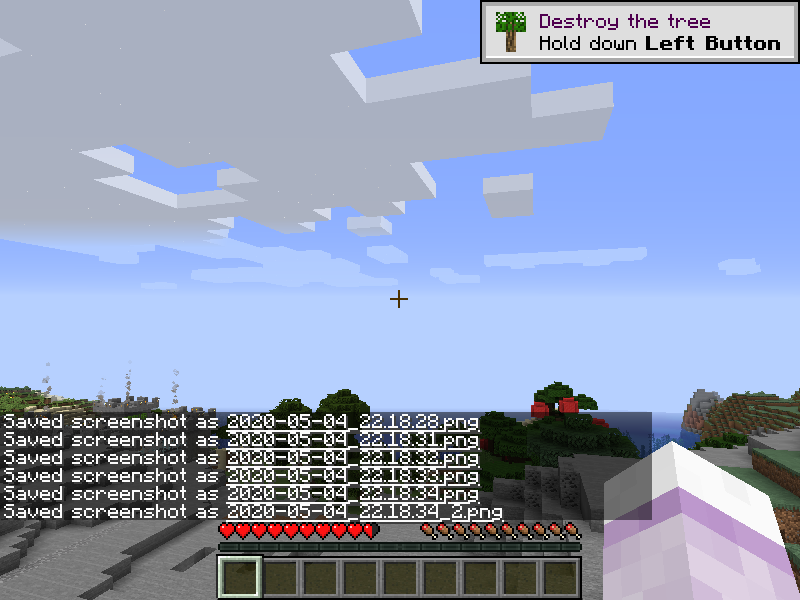 Destroy the tree
Hold down Left Button
Saved screenshot as 2020-05-04_22.18.28.png
Saved screenshot as 2020-05-04_22.18.31.png
Saved screenshot as 2020-05-04_22.18.32.png
Saved screenshot as 2020-05-04_22.18.33.png
Saved screenshot as 2020-05-04_22.18.34.png
Saved screenshot as 2020-05-04_22.18.34_2.png